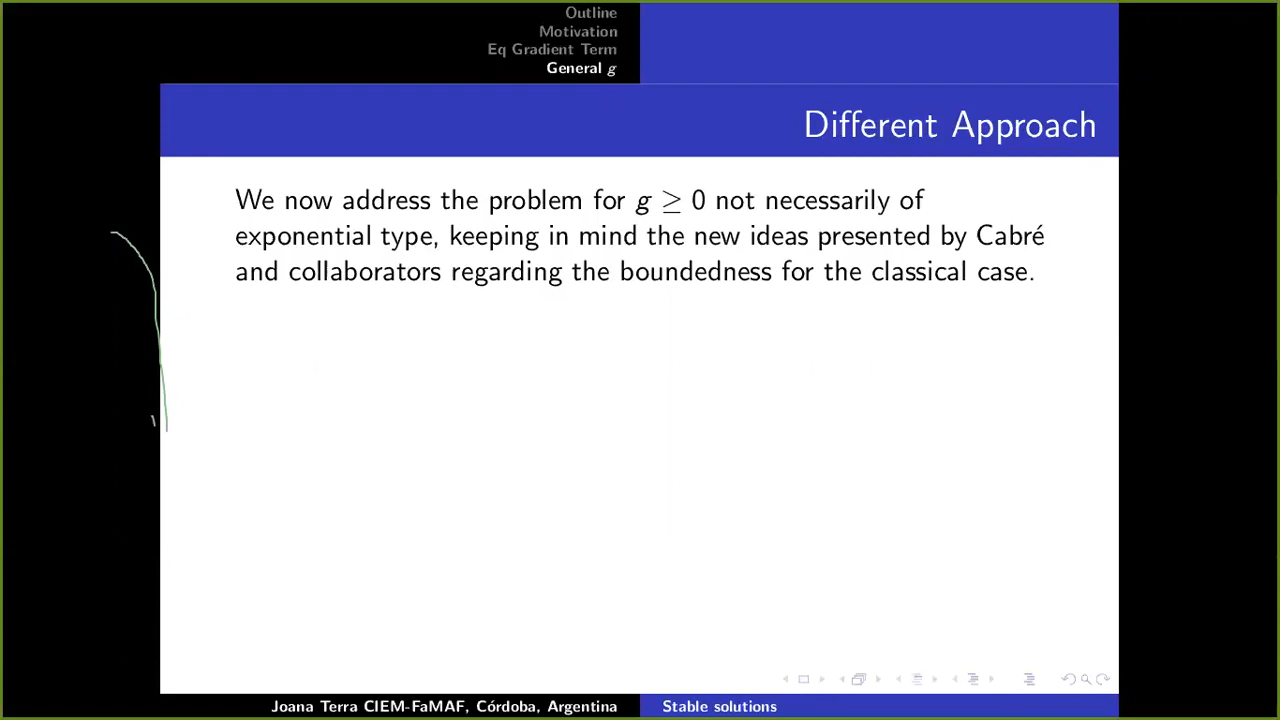 Outline
Motivation
Eq Gradient Term
General g
Different Approach
We now address the problem for g ≥ 0 not necessarily of
exponential type, keeping in mind the new ideas presented by Cabré
and collaborators regarding the boundedness for the classical case.
Joana Terra CIEM-FaMAF, Córdoba, Argentina
Stable solutions